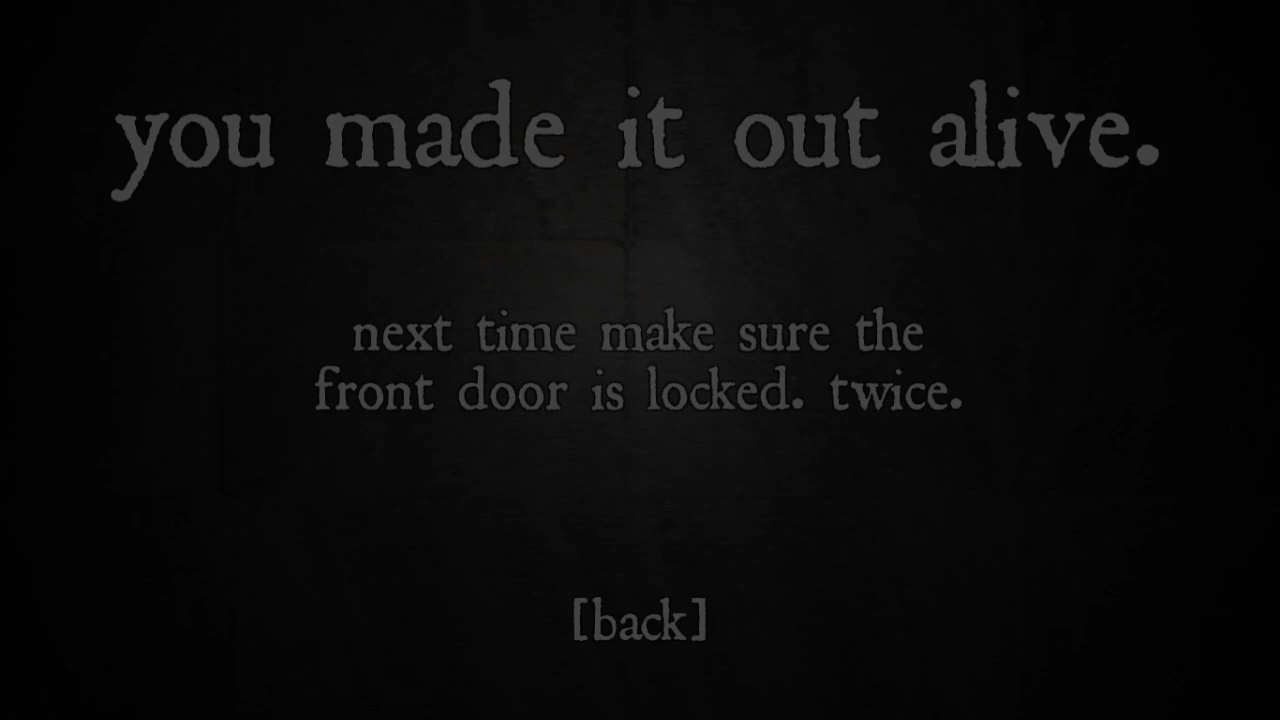 you made it out alive.
next time make sure the
front door is locked. twice.
[back]